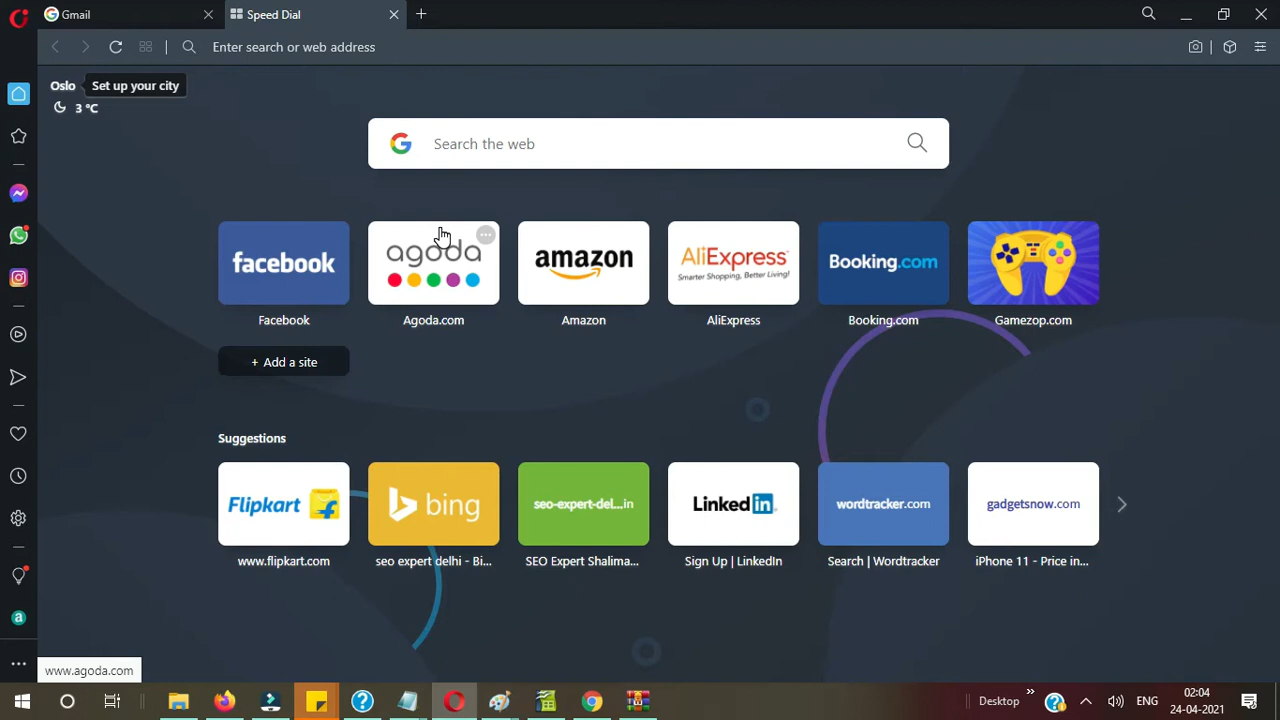 Gmail
Speed Dial
Enter search or web address
Oslo
Set up your city
3 °C
Search the web
facebook
agoda
amazon
AliExpress
Smarter Shopping, Better Living!
Booking.com
Facebook
Agoda.com
Amazon
AliExpress
Booking.com
Gamezop.com
+ Add a site
Suggestions
Flipkart
bing
seo-expert-del...in
Linked in
wordtracker.com
gadgetsnow.com
www.flipkart.com
seo expert delhi - Bi...
SEO Expert Shalima...
Sign Up | LinkedIn
Search | Wordtracker
iPhone 11 - Price in...
www.agoda.com
Desktop
ENG
02:04
24-04-2021